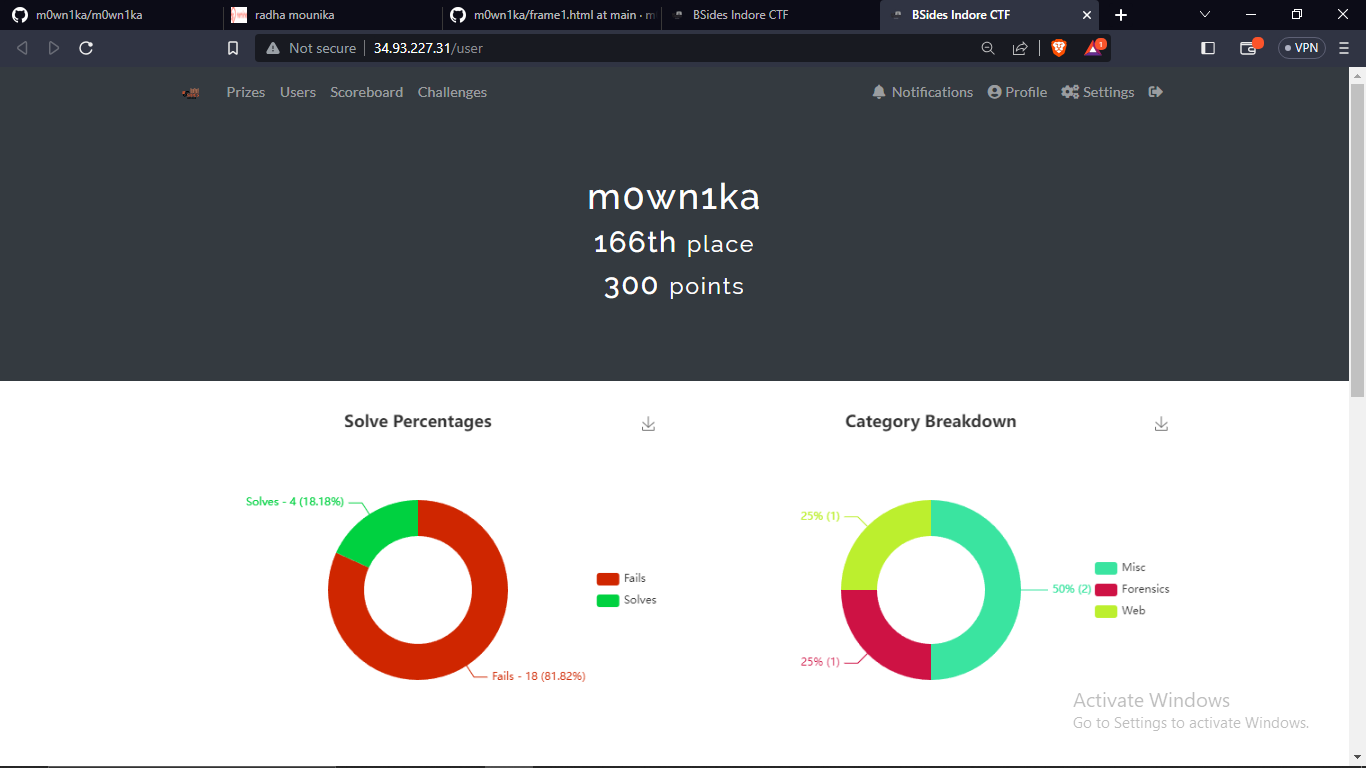 m0wn1ka/m0wn1ka
radha mounika
m0wn1ka/frame1.html at main · m
BSides Indore CTF
BSides Indore CTF
Not secure
34.93.227.31/user
1
VPN
Prizes
Users
Scoreboard
Challenges
Notifications
Profile
Settings
m0wn1ka
166th place
300 points
Solve Percentages
Category Breakdown
Solves - 4 (18.18%)
Fails
Solves
Fails - 18 (81.82%)
25% (1)
50% (2)
25% (1)
Misc
Forensics
Web
Activate Windows
Go to Settings to activate Windows.